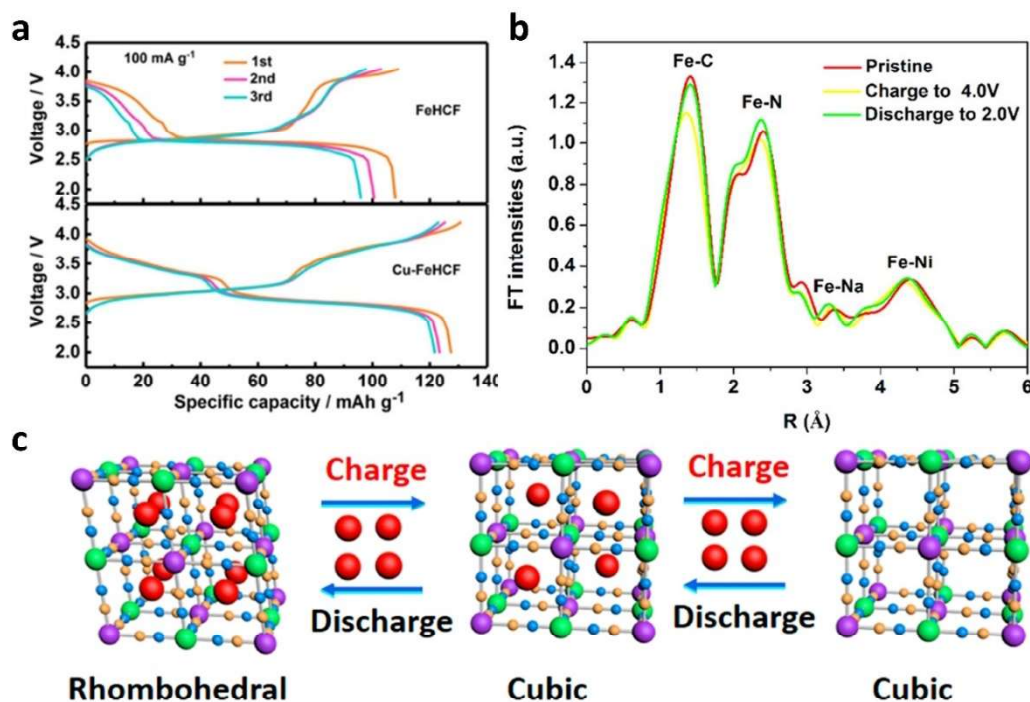 a
100 mA g⁻¹
1st
2nd
3rd
FeHCF
Voltage / V
4.5
4.0
3.5
3.0
2.5
2.0
4.5
Cu-FeHCF
Voltage / V
4.0
3.5
3.0
2.5
2.0
0 20 40 60 80 100 120 140
Specific capacity / mAh g⁻¹
b
Fe-C
Fe-N
Fe-Na
Fe-Ni
Pristine
Charge to 4.0V
Discharge to 2.0V
FT intensities (a.u.)
1.4
1.2
1.0
0.8
0.6
0.4
0.2
0.0
0 1 2 3 4 5 6
R (Å)
c
Charge
Discharge
Charge
Discharge
Rhombohedral
Cubic
Cubic